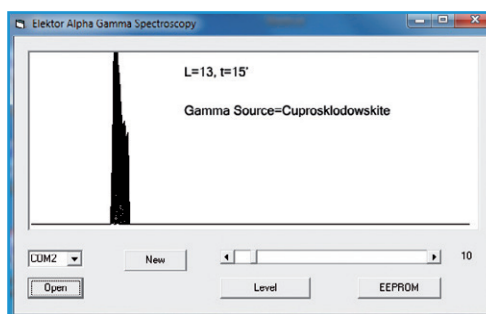 Elektor Alpha Gamma Spectroscopy
L=13, t=15'
Gamma Source=Cuprosklodowskite
COM2
New
10
Open
Level
EEPROM